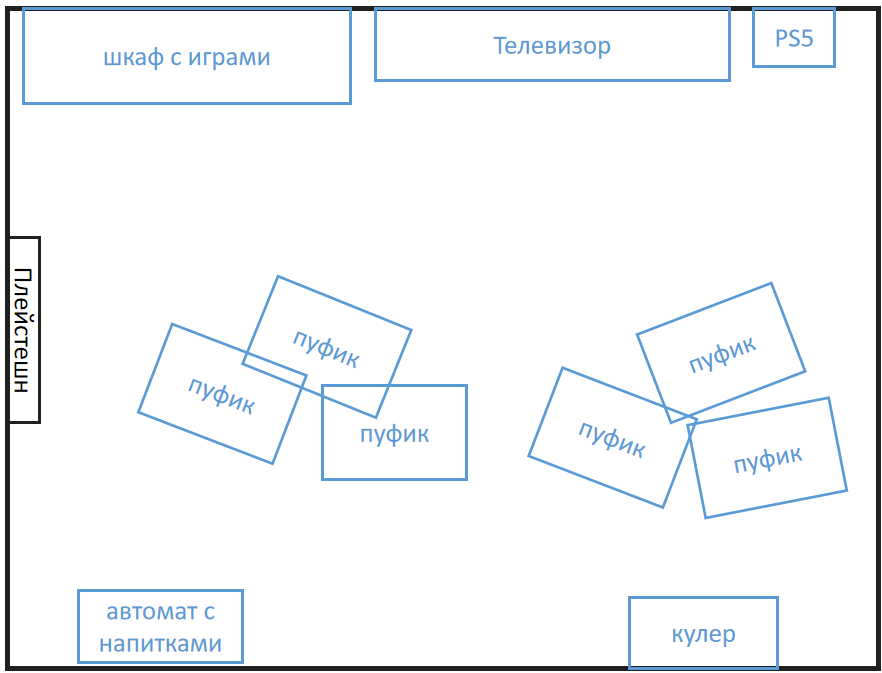 шкаф с играми
Телевизор
PS5
Плейстешн
пуфик
пуфик
пуфик
пуфик
пуфик
пуфик
автомат с
напитками
кулер